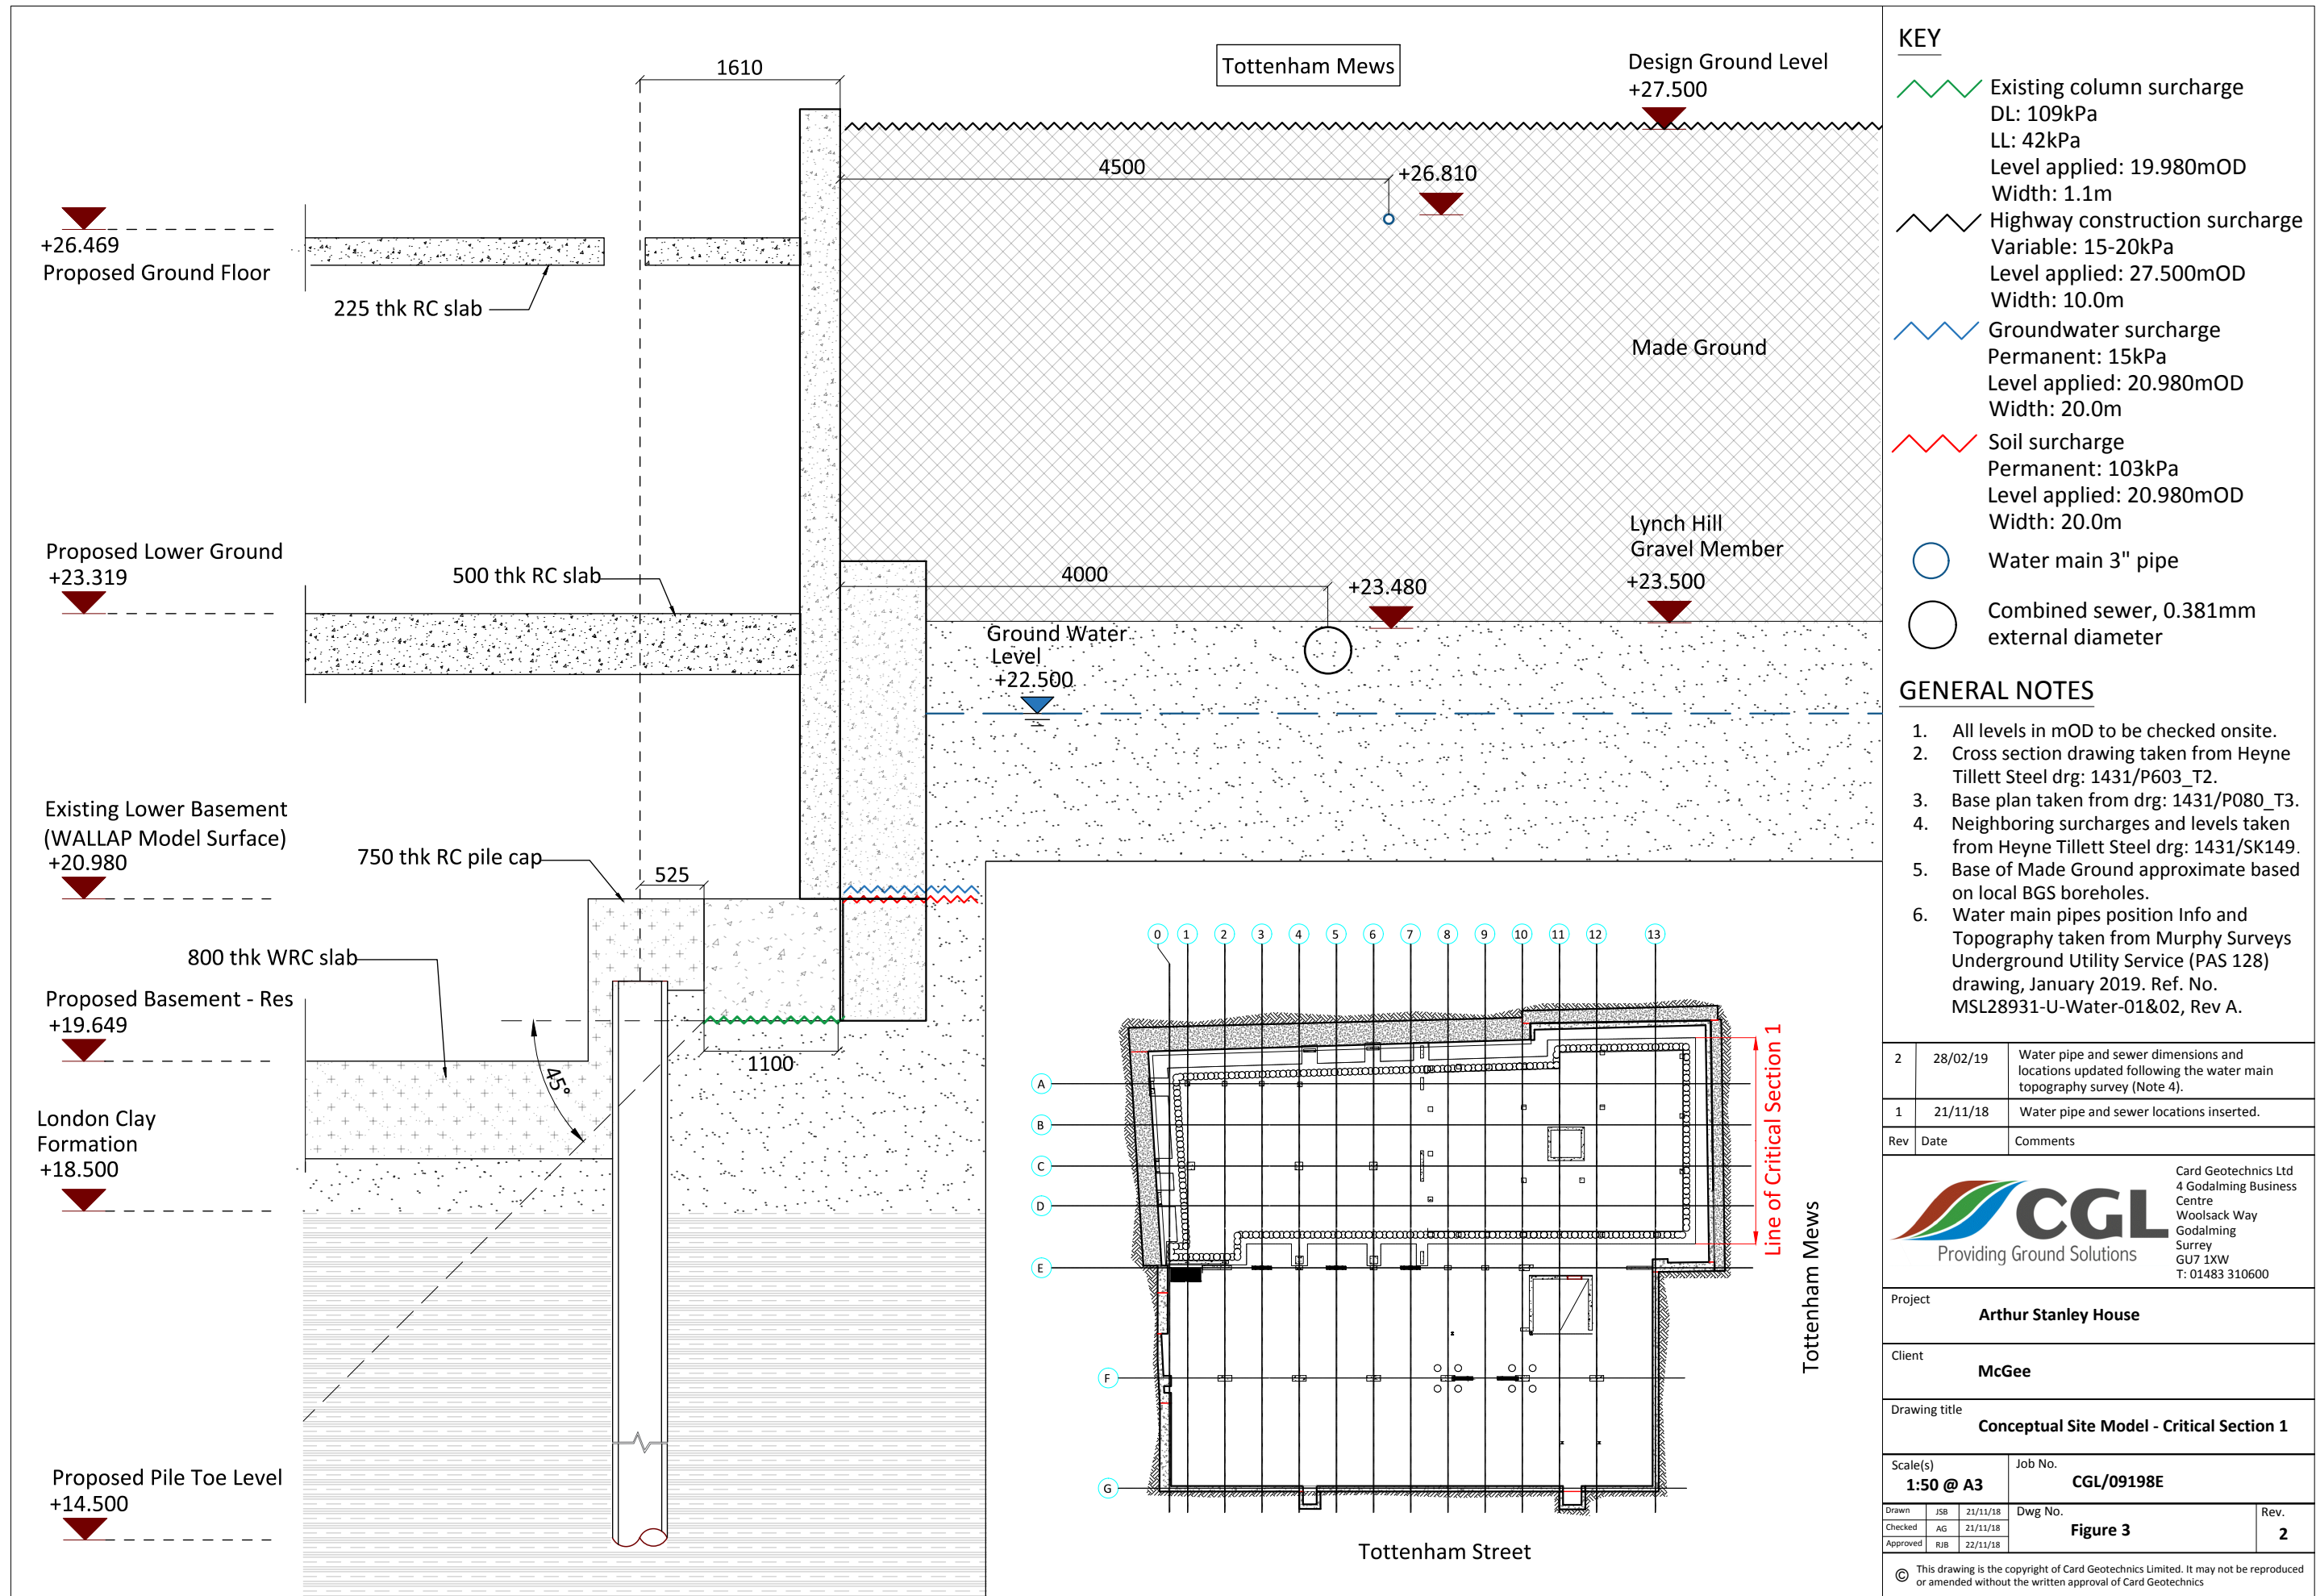 1610
Tottenham Mews
Design Ground Level
+27.500
4500
+26.810
+26.469
Proposed Ground Floor
225 thk RC slab
Made Ground
Proposed Lower Ground
+23.319
500 thk RC slab
4000
+23.480
Lynch Hill
Gravel Member
+23.500
Ground Water
Level
+22.500
Existing Lower Basement
(WALLAP Model Surface)
+20.980
750 thk RC pile cap
525
800 thk WRC slab
Proposed Basement - Res
+19.649
1100
45°
London Clay
Formation
+18.500
Proposed Pile Toe Level
+14.500
0 1 2 3 4 5 6 7 8 9 10 11 12 13
A
B
C
D
E
F
G
Line of Critical Section 1
Tottenham Mews
Tottenham Street
KEY
Existing column surcharge
DL: 109kPa
LL: 42kPa
Level applied: 19.980mOD
Width: 1.1m
Highway construction surcharge
Variable: 15-20kPa
Level applied: 27.500mOD
Width: 10.0m
Groundwater surcharge
Permanent: 15kPa
Level applied: 20.980mOD
Width: 20.0m
Soil surcharge
Permanent: 103kPa
Level applied: 20.980mOD
Width: 20.0m
Water main 3" pipe
Combined sewer, 0.381mm
external diameter
GENERAL NOTES
1. All levels in mOD to be checked onsite.
2. Cross section drawing taken from Heyne
Tillett Steel drg: 1431/P603_T2.
3. Base plan taken from drg: 1431/P080_T3.
4. Neighboring surcharges and levels taken
from Heyne Tillett Steel drg: 1431/SK149.
5. Base of Made Ground approximate based
on local BGS boreholes.
6. Water main pipes position Info and
Topography taken from Murphy Surveys
Underground Utility Service (PAS 128)
drawing, January 2019. Ref. No.
MSL28931-U-Water-01&02, Rev A.
2 28/02/19 Water pipe and sewer dimensions and
locations updated following the water main
topography survey (Note 4).
1 21/11/18 Water pipe and sewer locations inserted.
Rev Date Comments
CGL
Providing Ground Solutions
Card Geotechnics Ltd
4 Godalming Business
Centre
Woolsack Way
Godalming
Surrey
GU7 1XW
T: 01483 310600
Project
Arthur Stanley House
Client
McGee
Drawing title
Conceptual Site Model - Critical Section 1
Scale(s)
1:50 @ A3
Job No.
CGL/09198E
Drawn JSB 21/11/18
Checked AG 21/11/18
Approved RJB 22/11/18
Dwg No.
Figure 3
Rev.
2
© This drawing is the copyright of Card Geotechnics Limited. It may not be reproduced
or amended without the written approval of Card Geotechnics